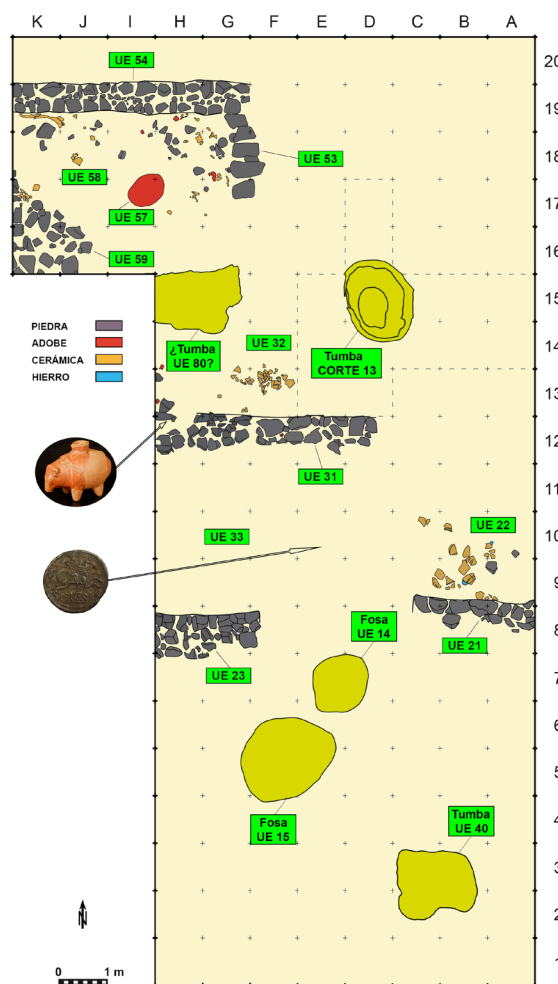 K J I H G F E D C B A
UE 54
20
19
18
UE 53
UE 58
17
UE 57
16
UE 59
15
PIEDRA
ADOBE
CERÁMICA
HIERRO
¿Tumba
UE 80?
UE 32
Tumba
CORTE 13
14
13
12
UE 31
11
UE 33
UE 22
10
9
8
UE 21
UE 23
Fosa
UE 14
7
6
5
Fosa
UE 15
Tumba
UE 40
4
3
2
1
N
0 1 m